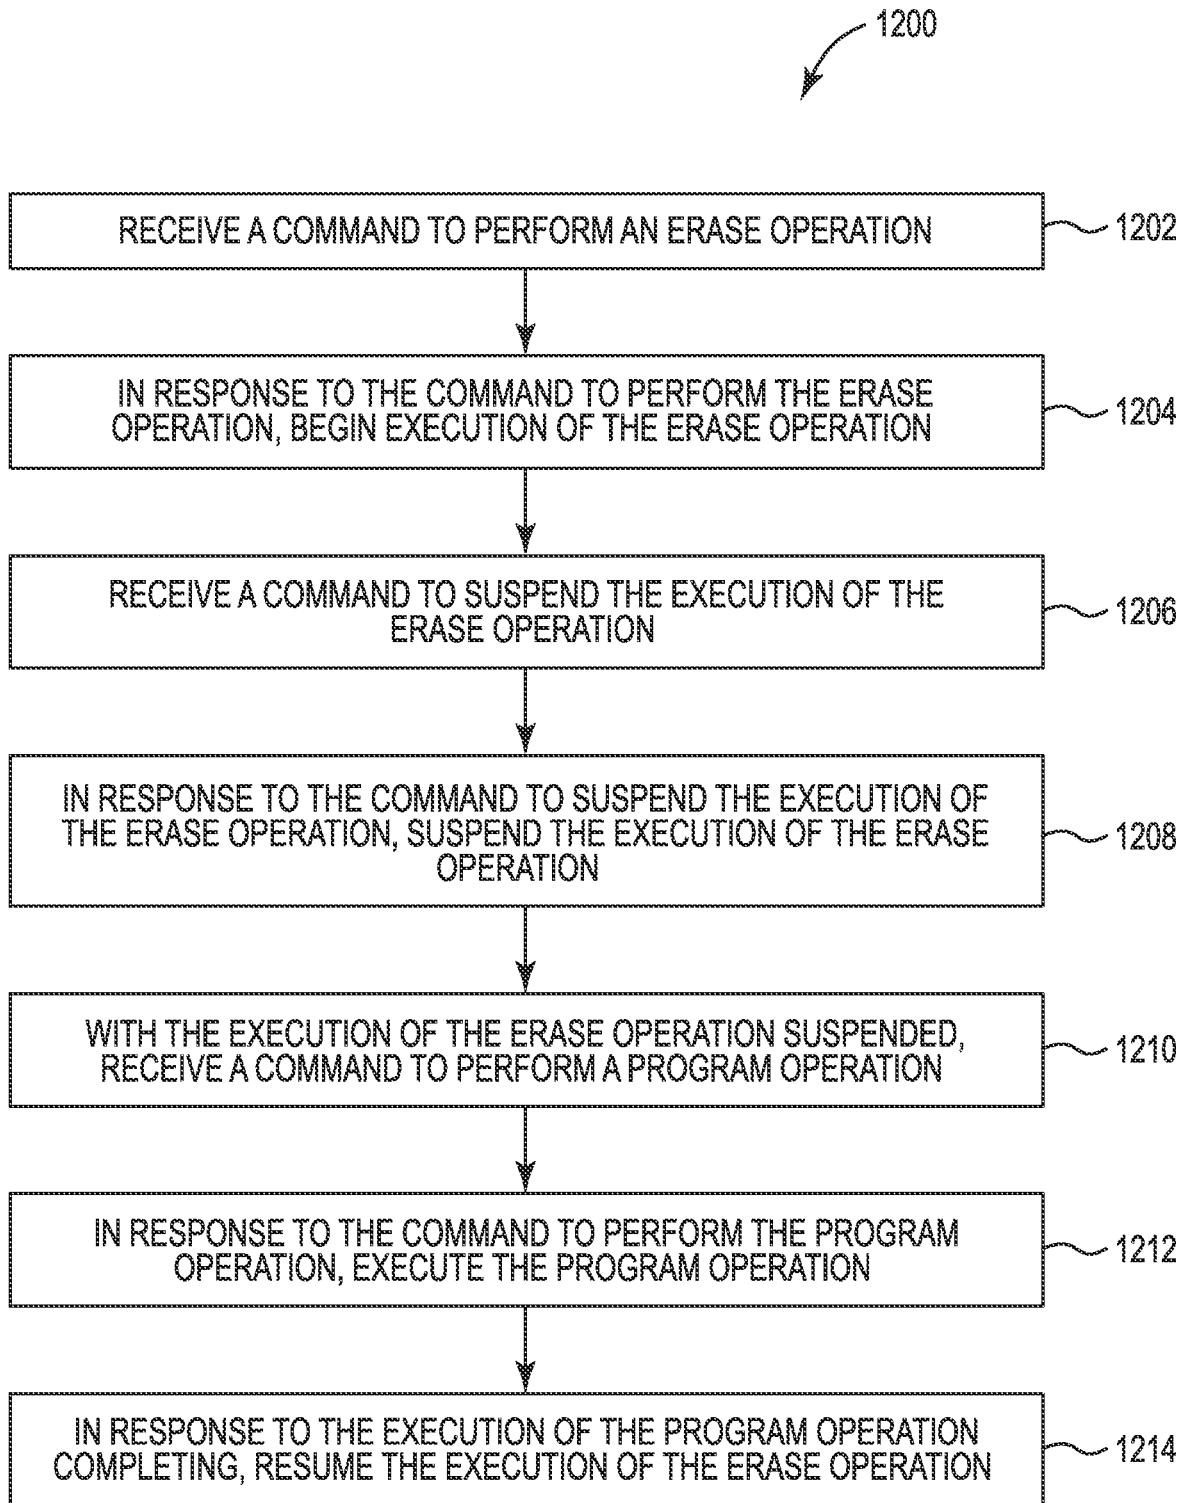 1200
RECEIVE A COMMAND TO PERFORM AN ERASE OPERATION
1202
IN RESPONSE TO THE COMMAND TO PERFORM THE ERASE
OPERATION, BEGIN EXECUTION OF THE ERASE OPERATION
1204
RECEIVE A COMMAND TO SUSPEND THE EXECUTION OF THE
ERASE OPERATION
1206
IN RESPONSE TO THE COMMAND TO SUSPEND THE EXECUTION OF
THE ERASE OPERATION, SUSPEND THE EXECUTION OF THE ERASE
OPERATION
1208
WITH THE EXECUTION OF THE ERASE OPERATION SUSPENDED,
RECEIVE A COMMAND TO PERFORM A PROGRAM OPERATION
1210
IN RESPONSE TO THE COMMAND TO PERFORM THE PROGRAM
OPERATION, EXECUTE THE PROGRAM OPERATION
1212
IN RESPONSE TO THE EXECUTION OF THE PROGRAM OPERATION
COMPLETING, RESUME THE EXECUTION OF THE ERASE OPERATION
1214